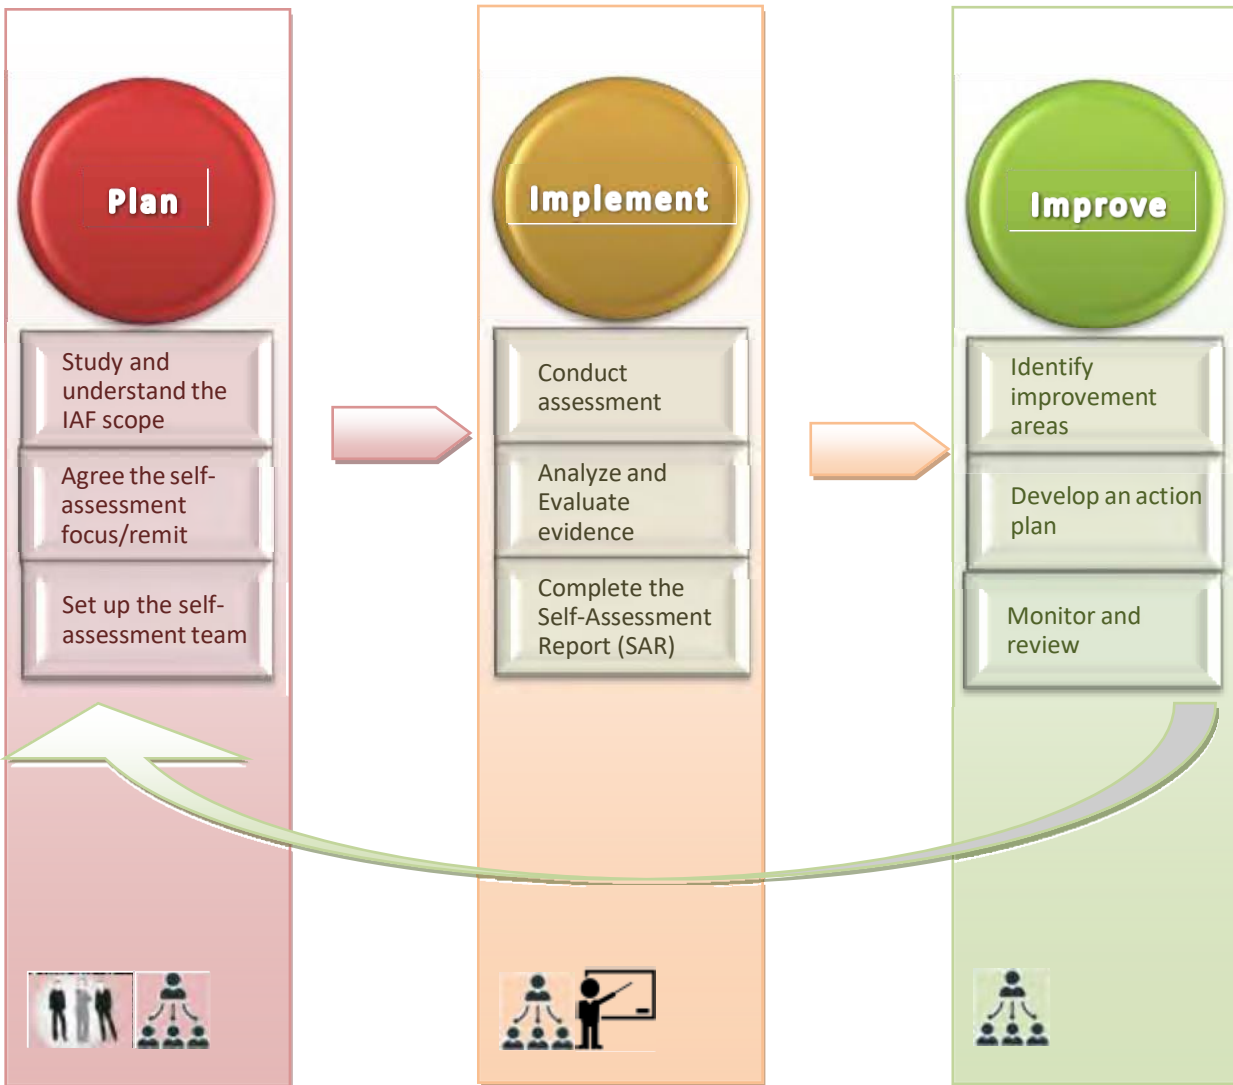 Plan
Study and
understand the
IAF scope
Agree the self-
assessment
focus/remit
Set up the self-
assessment team
Implement
Conduct
assessment
Analyze and
Evaluate
evidence
Complete the
Self-Assessment
Report (SAR)
Improve
Identify
improvement
areas
Develop an action
plan
Monitor and
review